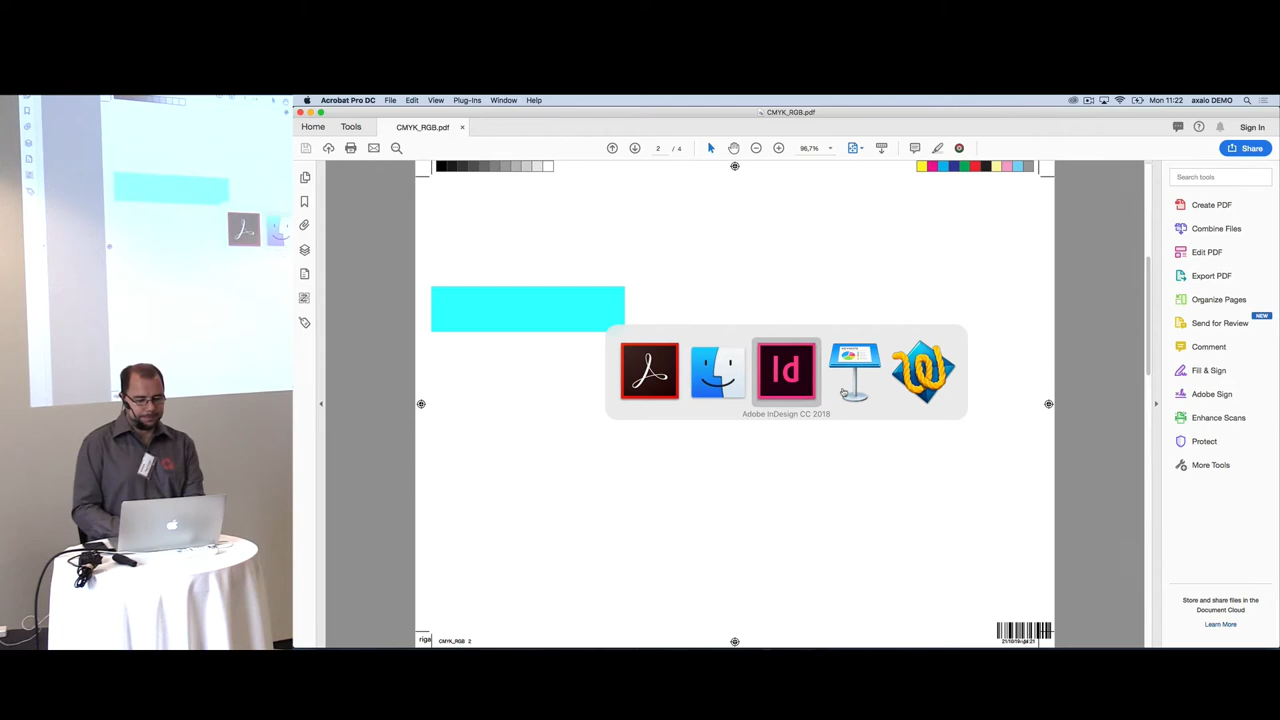 Acrobat Pro DC File Edit View Plug-Ins Window Help
Mon 11:22 axalo DEMO
CMYK_RGB.pdf
Home Tools CMYK_RGB.pdf × Sign In
2 / 4 96,7% Share
Search tools
Create PDF
Combine Files
Edit PDF
Export PDF
Organize Pages
Send for Review NEW
Comment
Fill & Sign
Adobe Sign
Enhance Scans
Protect
More Tools
Id
Adobe InDesign CC 2018
Store and share files in the
Document Cloud
Learn More
riga CMYK_RGB 2